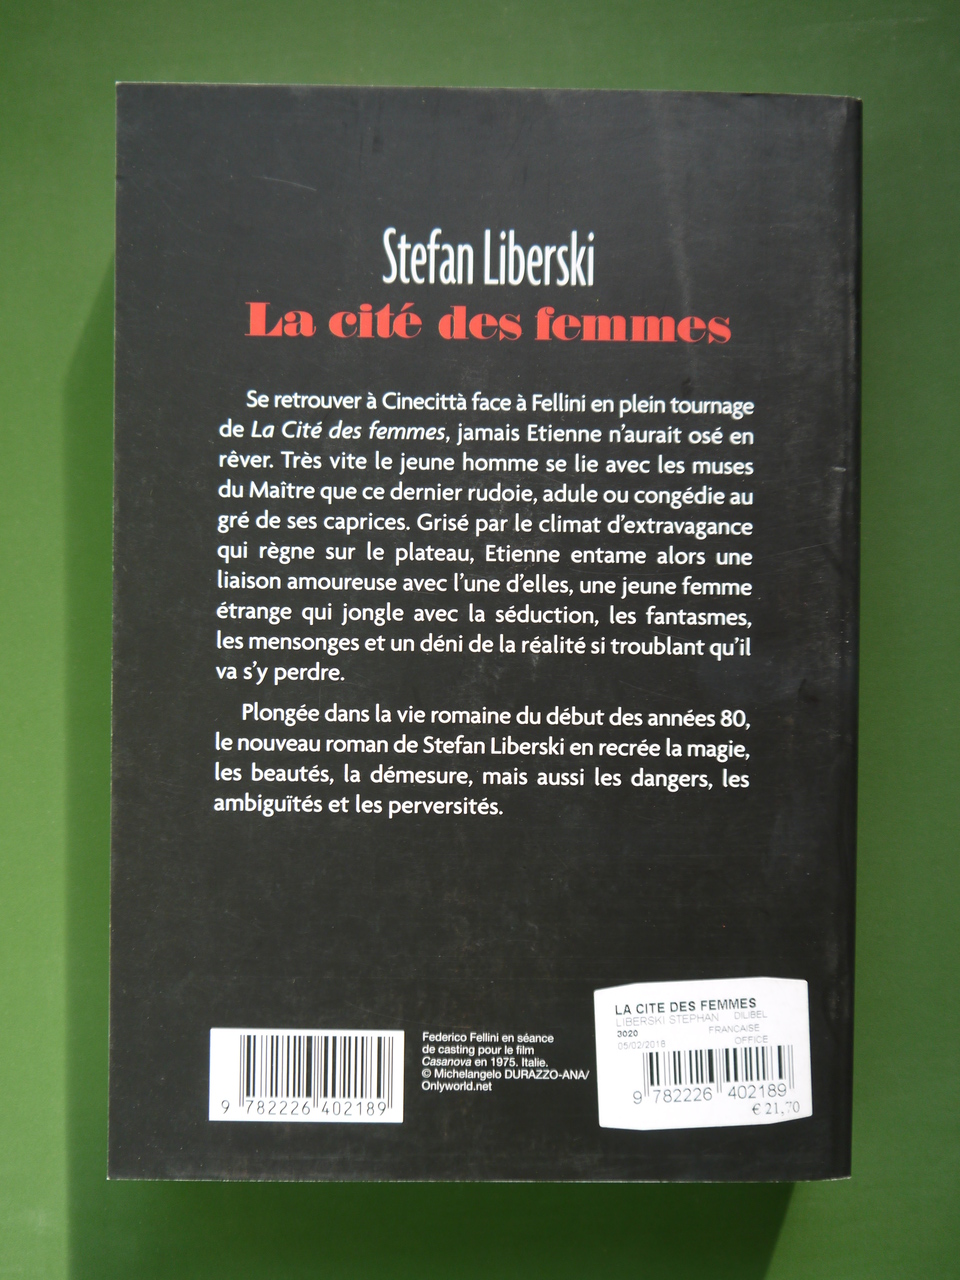 Stefan Liberski
La cité des femmes
Se retrouver à Cinecittà face à Fellini en plein tournage
de La Cité des femmes, jamais Etienne n'aurait osé en
rêver. Très vite le jeune homme se lie avec les muses
du Maître que ce dernier rudoie, adule ou congédie au
gré de ses caprices. Grisé par le climat d'extravagance
qui règne sur le plateau, Etienne entame alors une
liaison amoureuse avec l'une d'elles, une jeune femme
étrange qui jongle avec la séduction, les fantasmes,
les mensonges et un déni de la réalité si troublant qu'il
va s'y perdre.
Plongée dans la vie romaine du début des années 80,
le nouveau roman de Stefan Liberski en recrée la magie,
les beautés, la démesure, mais aussi les dangers, les
ambiguïtés et les perversités.
9 782226 402189
Federico Fellini en séance
de casting pour le film
Casanova en 1975. Italie.
© Michelangelo DURAZZO-ANA/
Onlyworld.net
LA CITE DES FEMMES
LIBERSKI STEPHAN DILIBEL
3020 FRANCAISE
05/02/2018 OFFICE
9 782226 402189
€ 21,70